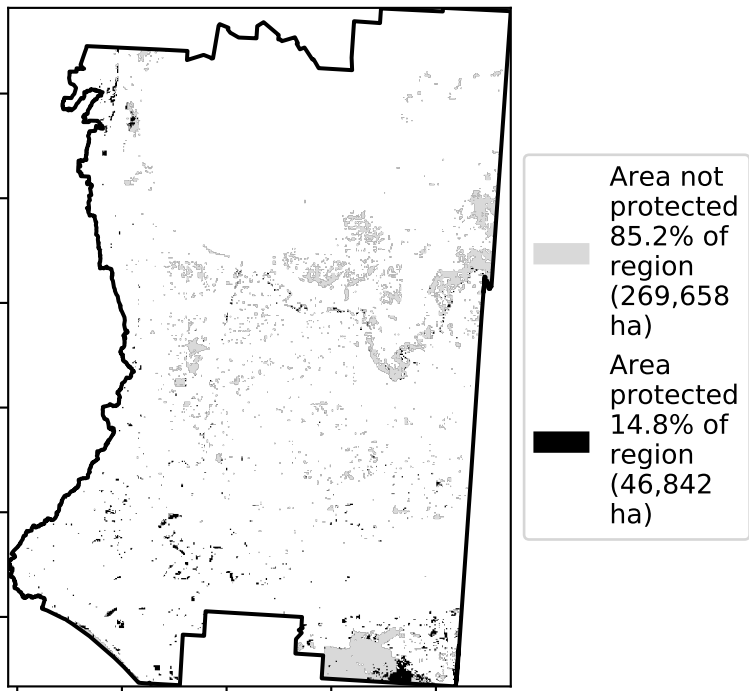 Area not
protected
85.2% of
region
(269,658
ha)
Area
protected
14.8% of
region
(46,842
ha)